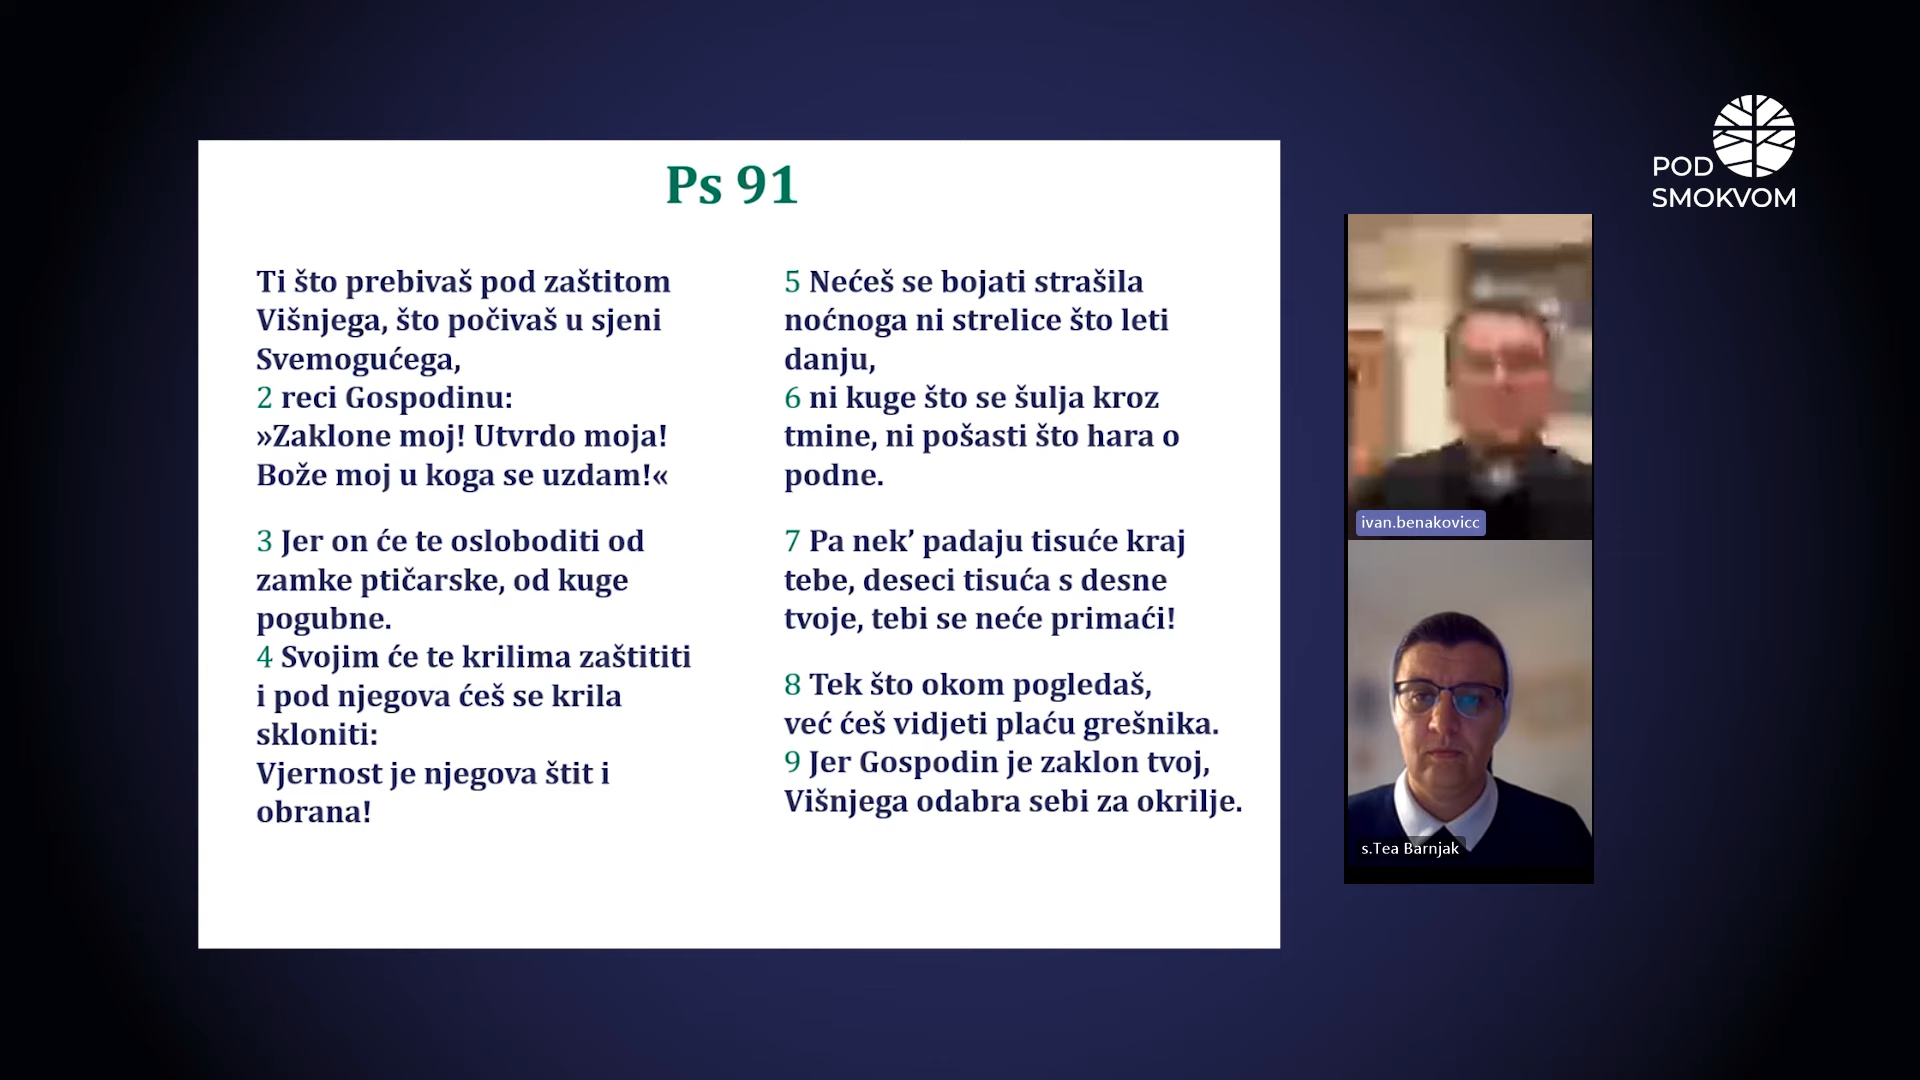 Ps 91
Ti što prebivaš pod zaštitom
Višnjega, što počivaš u sjeni
Svemogućega,
2 reci Gospodinu:
»Zaklone moj! Utvrdo moja!
Bože moj u koga se uzdam!«
3 Jer on će te osloboditi od
zamke ptičarske, od kuge
pogubne.
4 Svojim će te krilima zaštititi
i pod njegova ćeš se krila
skloniti:
Vjernost je njegova štit i
obrana!
5 Nećeš se bojati strašila
noćnoga ni strelice što leti
danju,
6 ni kuge što se šulja kroz
tmine, ni pošasti što hara o
podne.
7 Pa nek’ padaju tisuće kraj
tebe, deseci tisuća s desne
tvoje, tebi se neće primaći!
8 Tek što okom pogledaš,
već ćeš vidjeti plaću grešnika.
9 Jer Gospodin je zaklon tvoj,
Višnjega odabra sebi za okrilje.
POD
SMOKVOM
ivan.benakovicc
s.Tea Barnjak